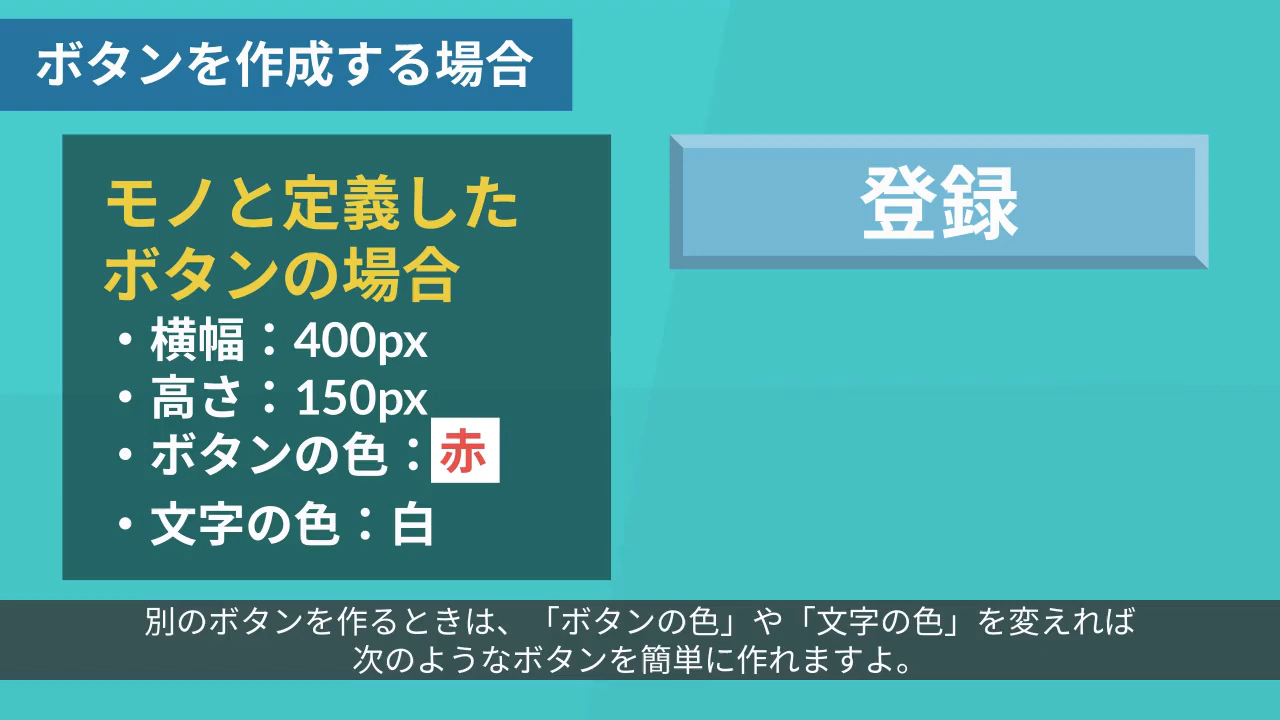 ボタンを作成する場合
モノと定義した
ボタンの場合
・横幅：400px
・高さ：150px
・ボタンの色：赤
・文字の色：白
登録
別のボタンを作るときは、「ボタンの色」や「文字の色」を変えれば
次のようなボタンを簡単に作れますよ。